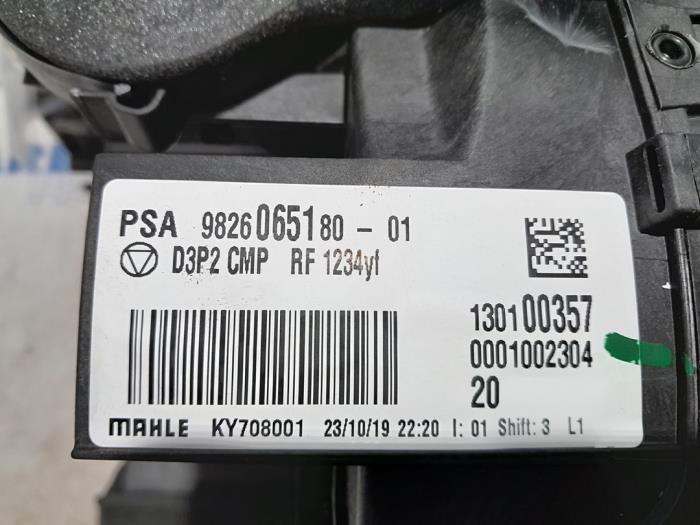 PSA 9826065180 - 01
D3P2 CMP RF 1234yf
130100357
0001002304
20
MAHLE KY708001 23/10/19 22:20 I: 01 Shift: 3 L1